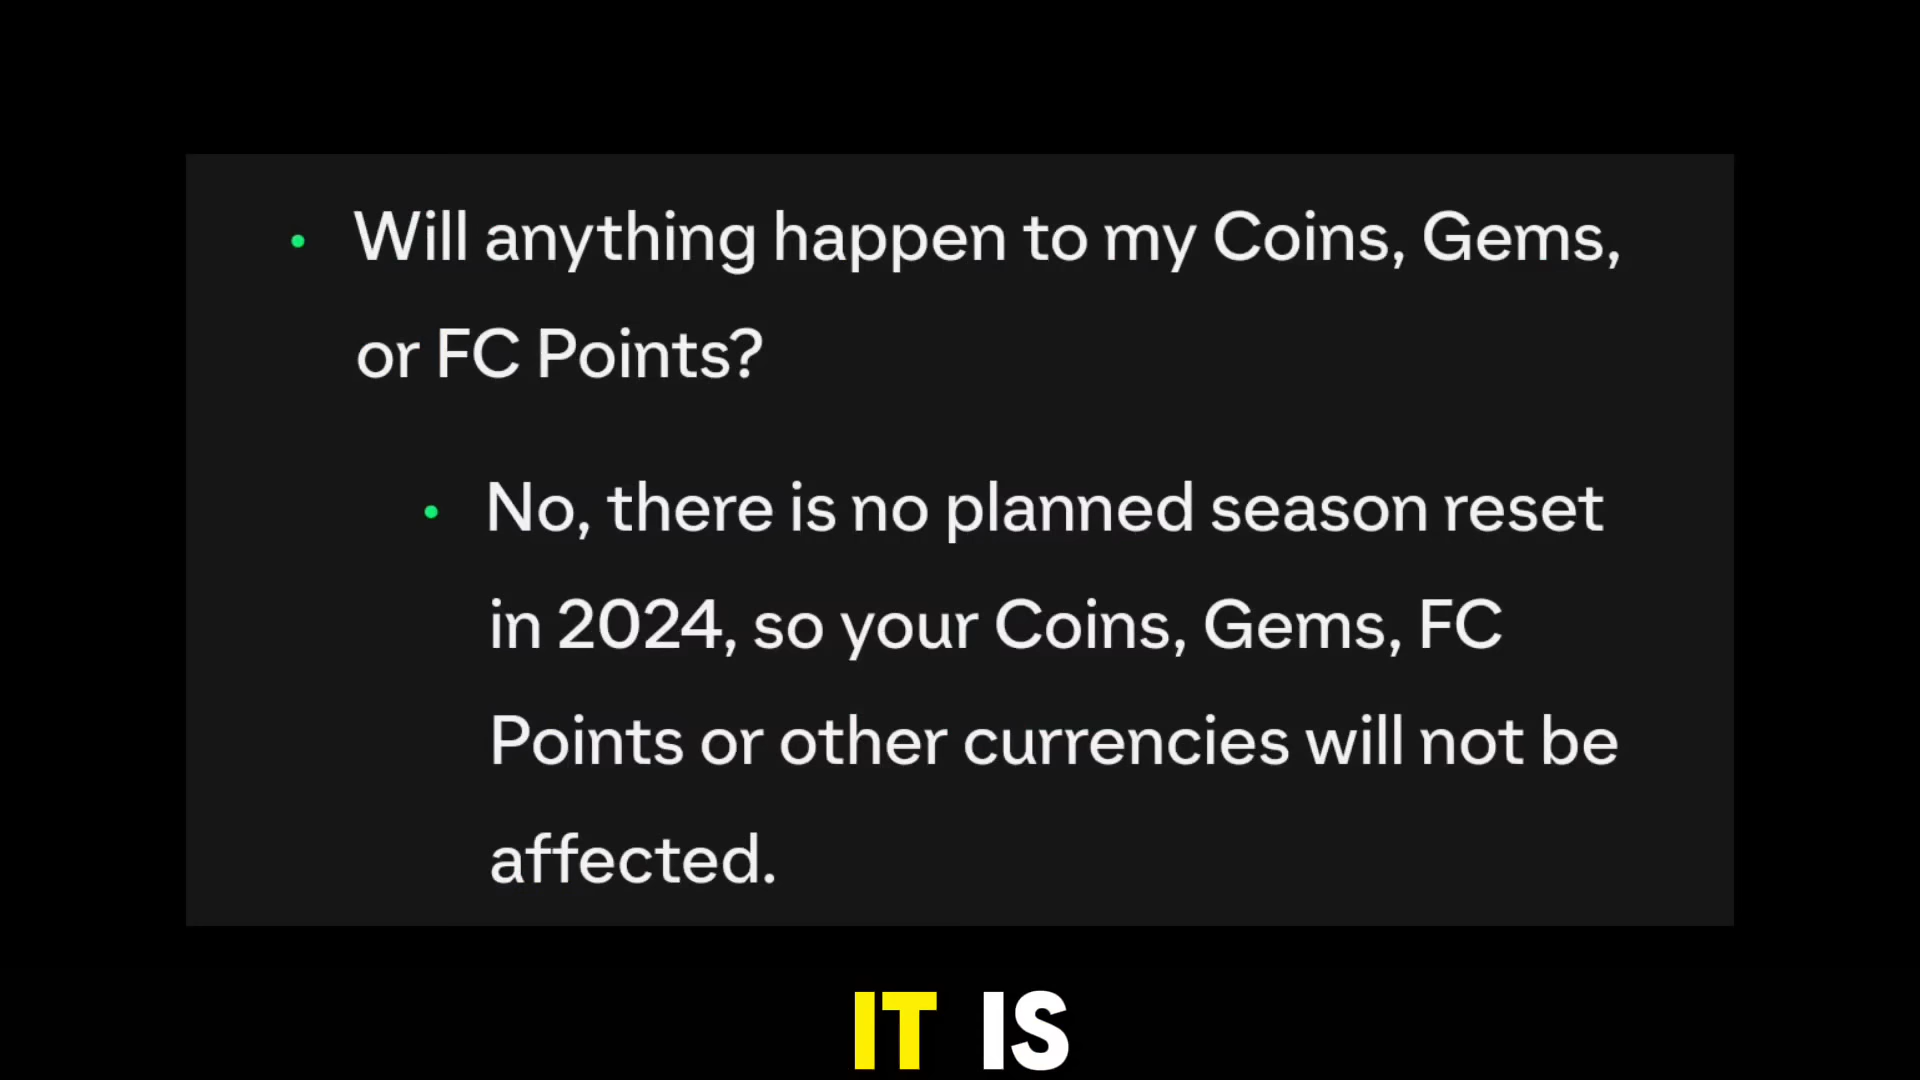 Will anything happen to my Coins, Gems,
or FC Points?
No, there is no planned season reset
in 2024, so your Coins, Gems, FC
Points or other currencies will not be
affected.
IT IS